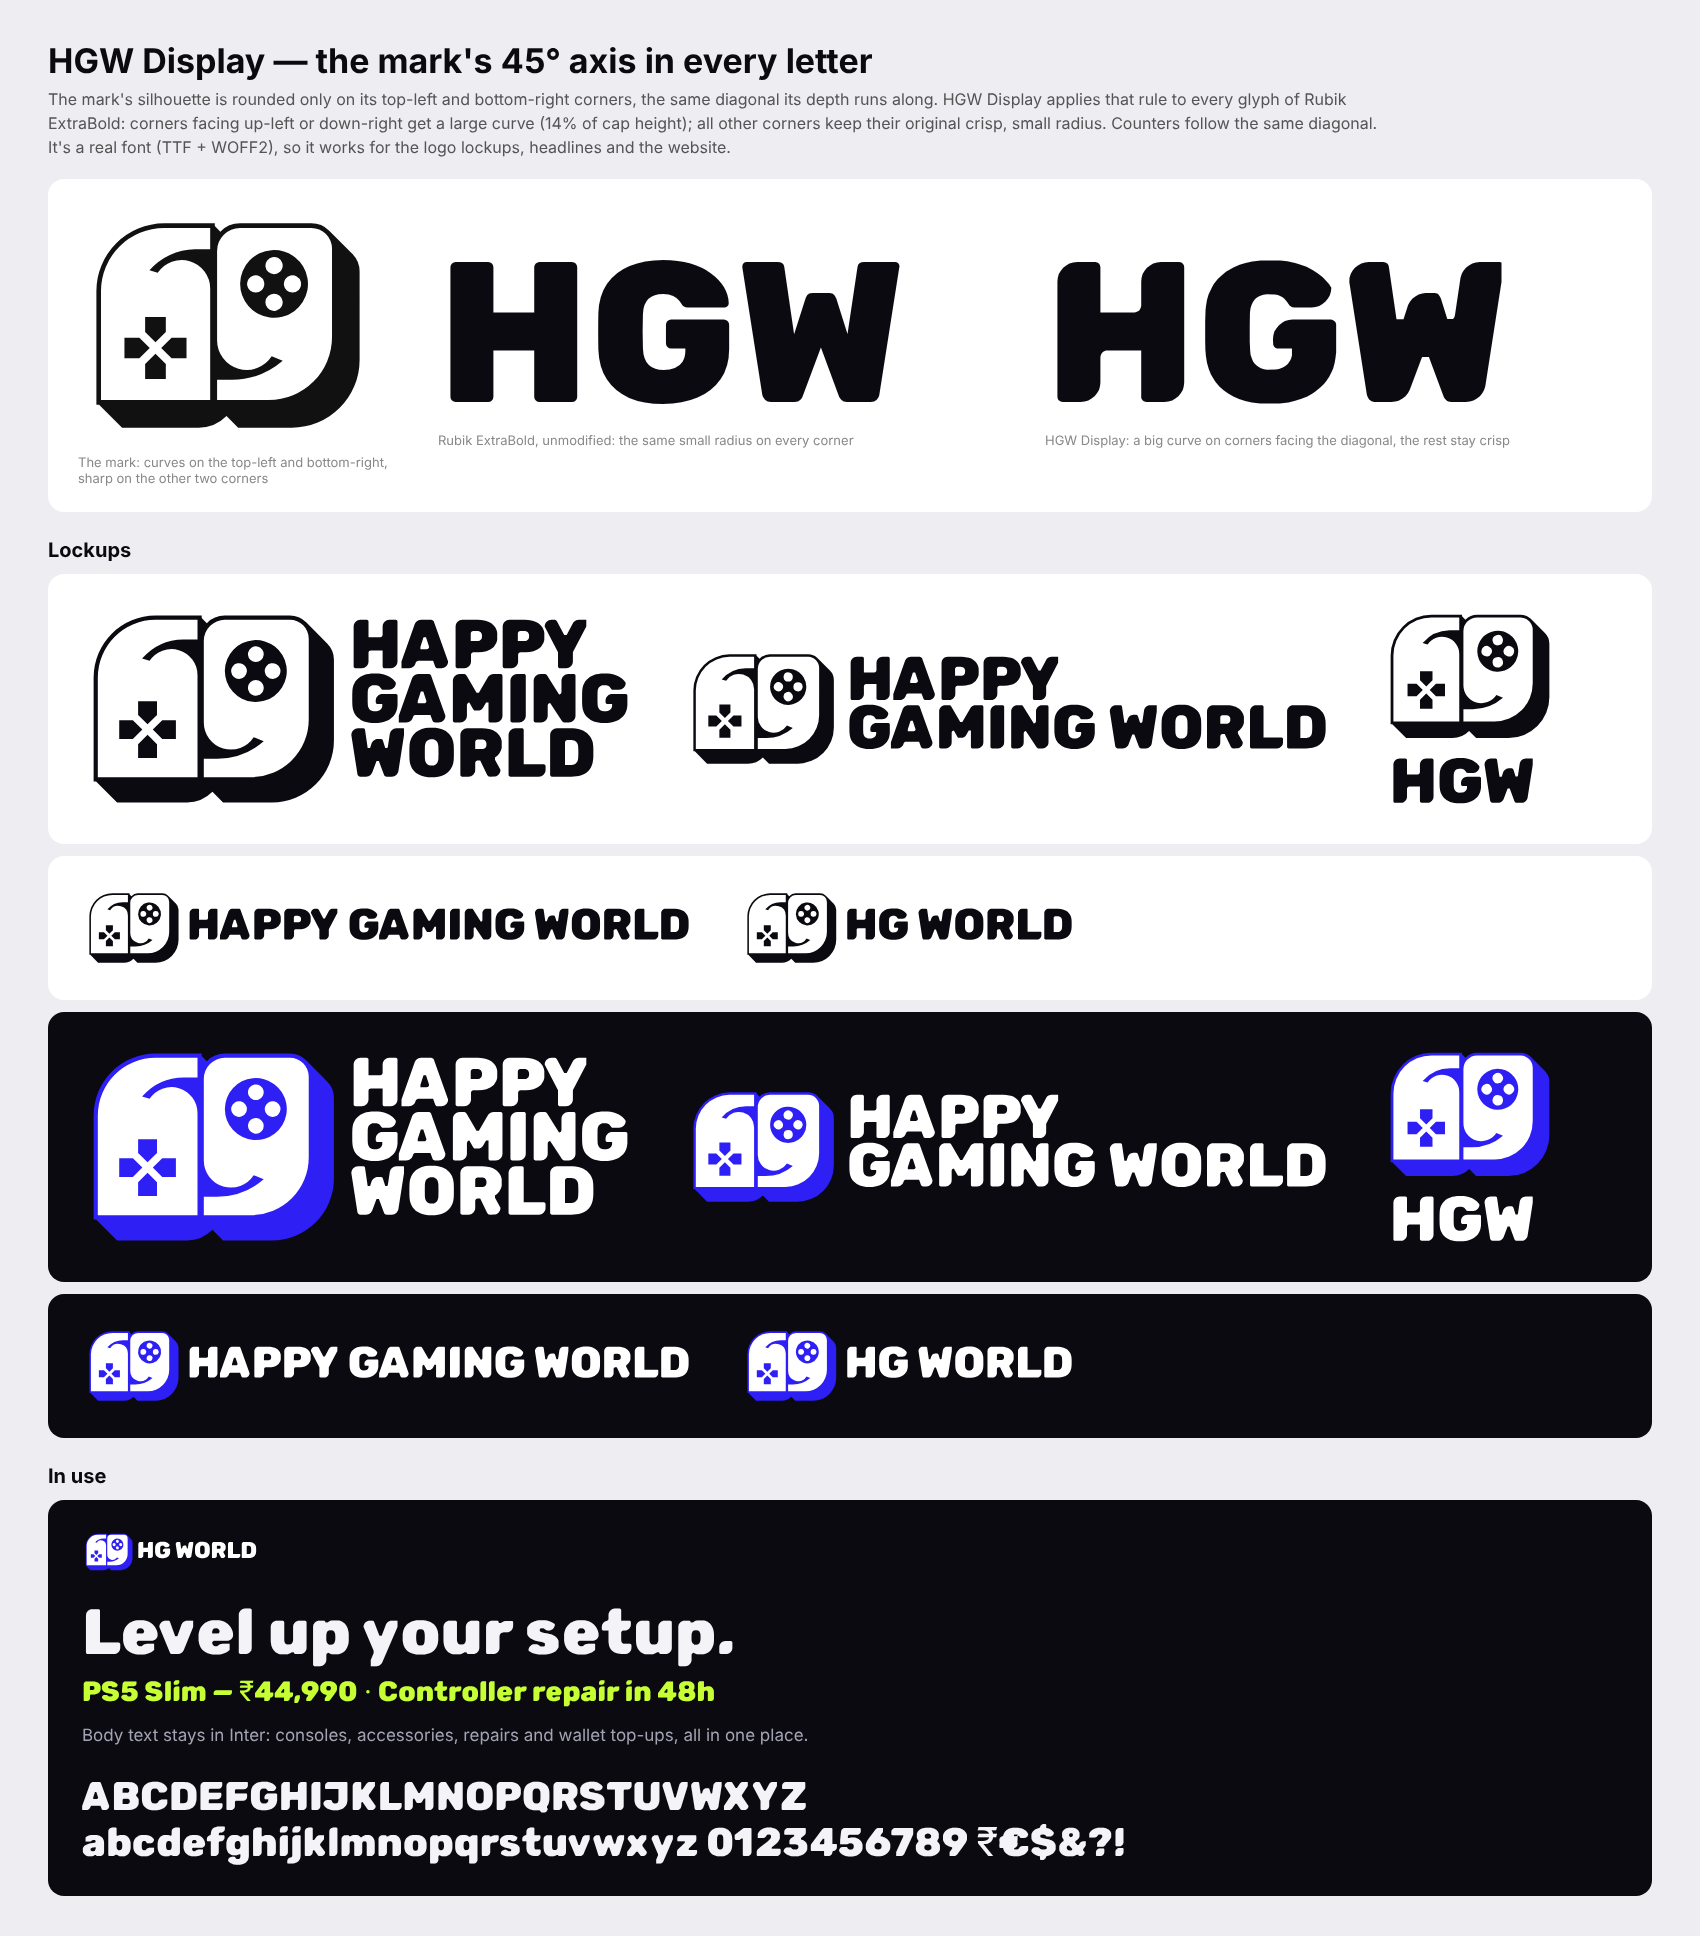 HGW Display — the mark's 45° axis in every letter
The mark's silhouette is rounded only on its top-left and bottom-right corners, the same diagonal its depth runs along. HGW Display applies that rule to every glyph of Rubik
ExtraBold: corners facing up-left or down-right get a large curve (14% of cap height); all other corners keep their original crisp, small radius. Counters follow the same diagonal.
It's a real font (TTF + WOFF2), so it works for the logo lockups, headlines and the website.
HGW
HGW
Rubik ExtraBold, unmodified: the same small radius on every corner
HGW Display: a big curve on corners facing the diagonal, the rest stay crisp
The mark: curves on the top-left and bottom-right,
sharp on the other two corners
Lockups
HAPPY
GAMING
WORLD
HAPPY
GAMING WORLD
HGW
HAPPY GAMING WORLD
HG WORLD
HAPPY
GAMING
WORLD
HAPPY
GAMING WORLD
HGW
HAPPY GAMING WORLD
HG WORLD
In use
HG WORLD
Level up your setup.
PS5 Slim — ₹44,990 · Controller repair in 48h
Body text stays in Inter: consoles, accessories, repairs and wallet top-ups, all in one place.
ABCDEFGHIJKLMNOPQRSTUVWXYZ
abcdefghijklmnopqrstuvwxyz 0123456789 ₹€$&?!